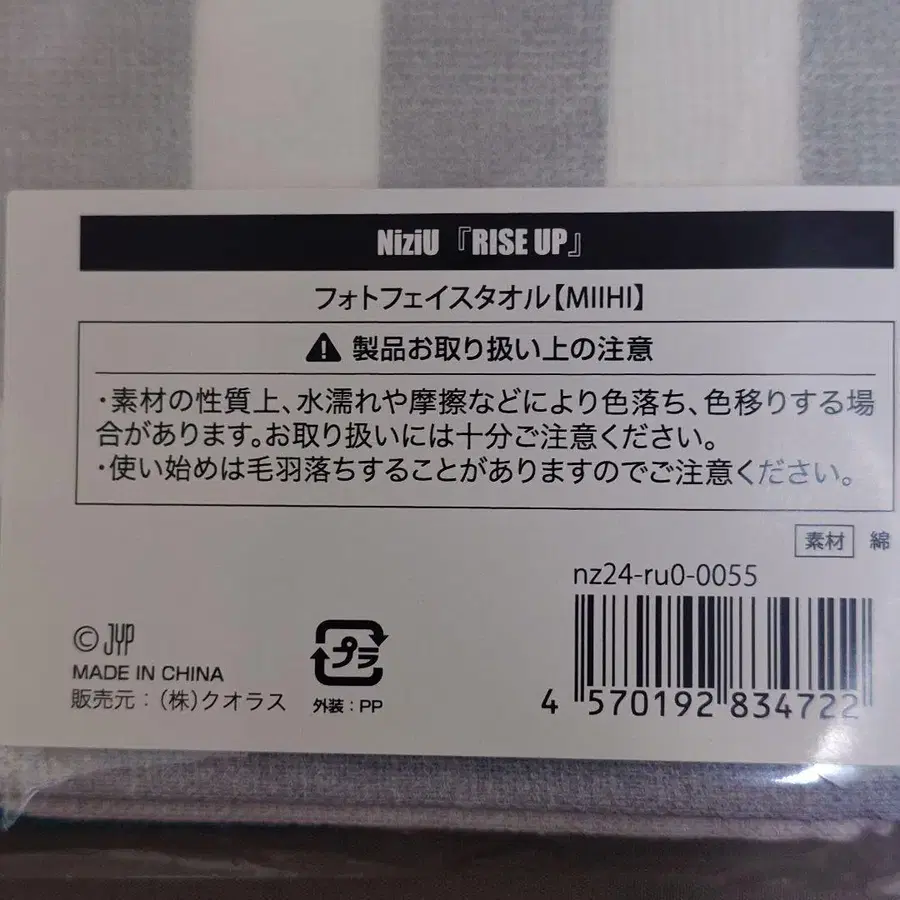 NiziU『RISE UP』
フォトフェイスタオル【MIIHI】
製品お取り扱い上の注意
・素材の性質上、水濡れや摩擦などにより色落ち、色移りする場
合があります。お取り扱いには十分ご注意ください。
・使い始めは毛羽落ちすることがありますのでご注意ください。
素材 綿
nz24-ru0-0055
© JYP
MADE IN CHINA
販売元：（株）クオラス
プラ
外装：PP
4 570192 834722